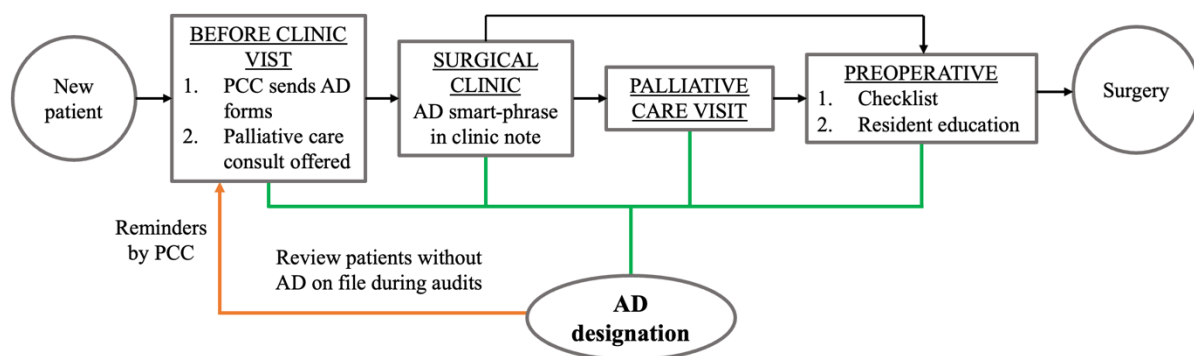 New
patient
BEFORE CLINIC
VIST
1. PCC sends AD
forms
2. Palliative care
consult offered
SURGICAL
CLINIC
AD smart-phrase
in clinic note
PALLIATIVE
CARE VISIT
PREOPERATIVE
1. Checklist
2. Resident education
Surgery
Reminders
by PCC
Review patients without
AD on file during audits
AD
designation